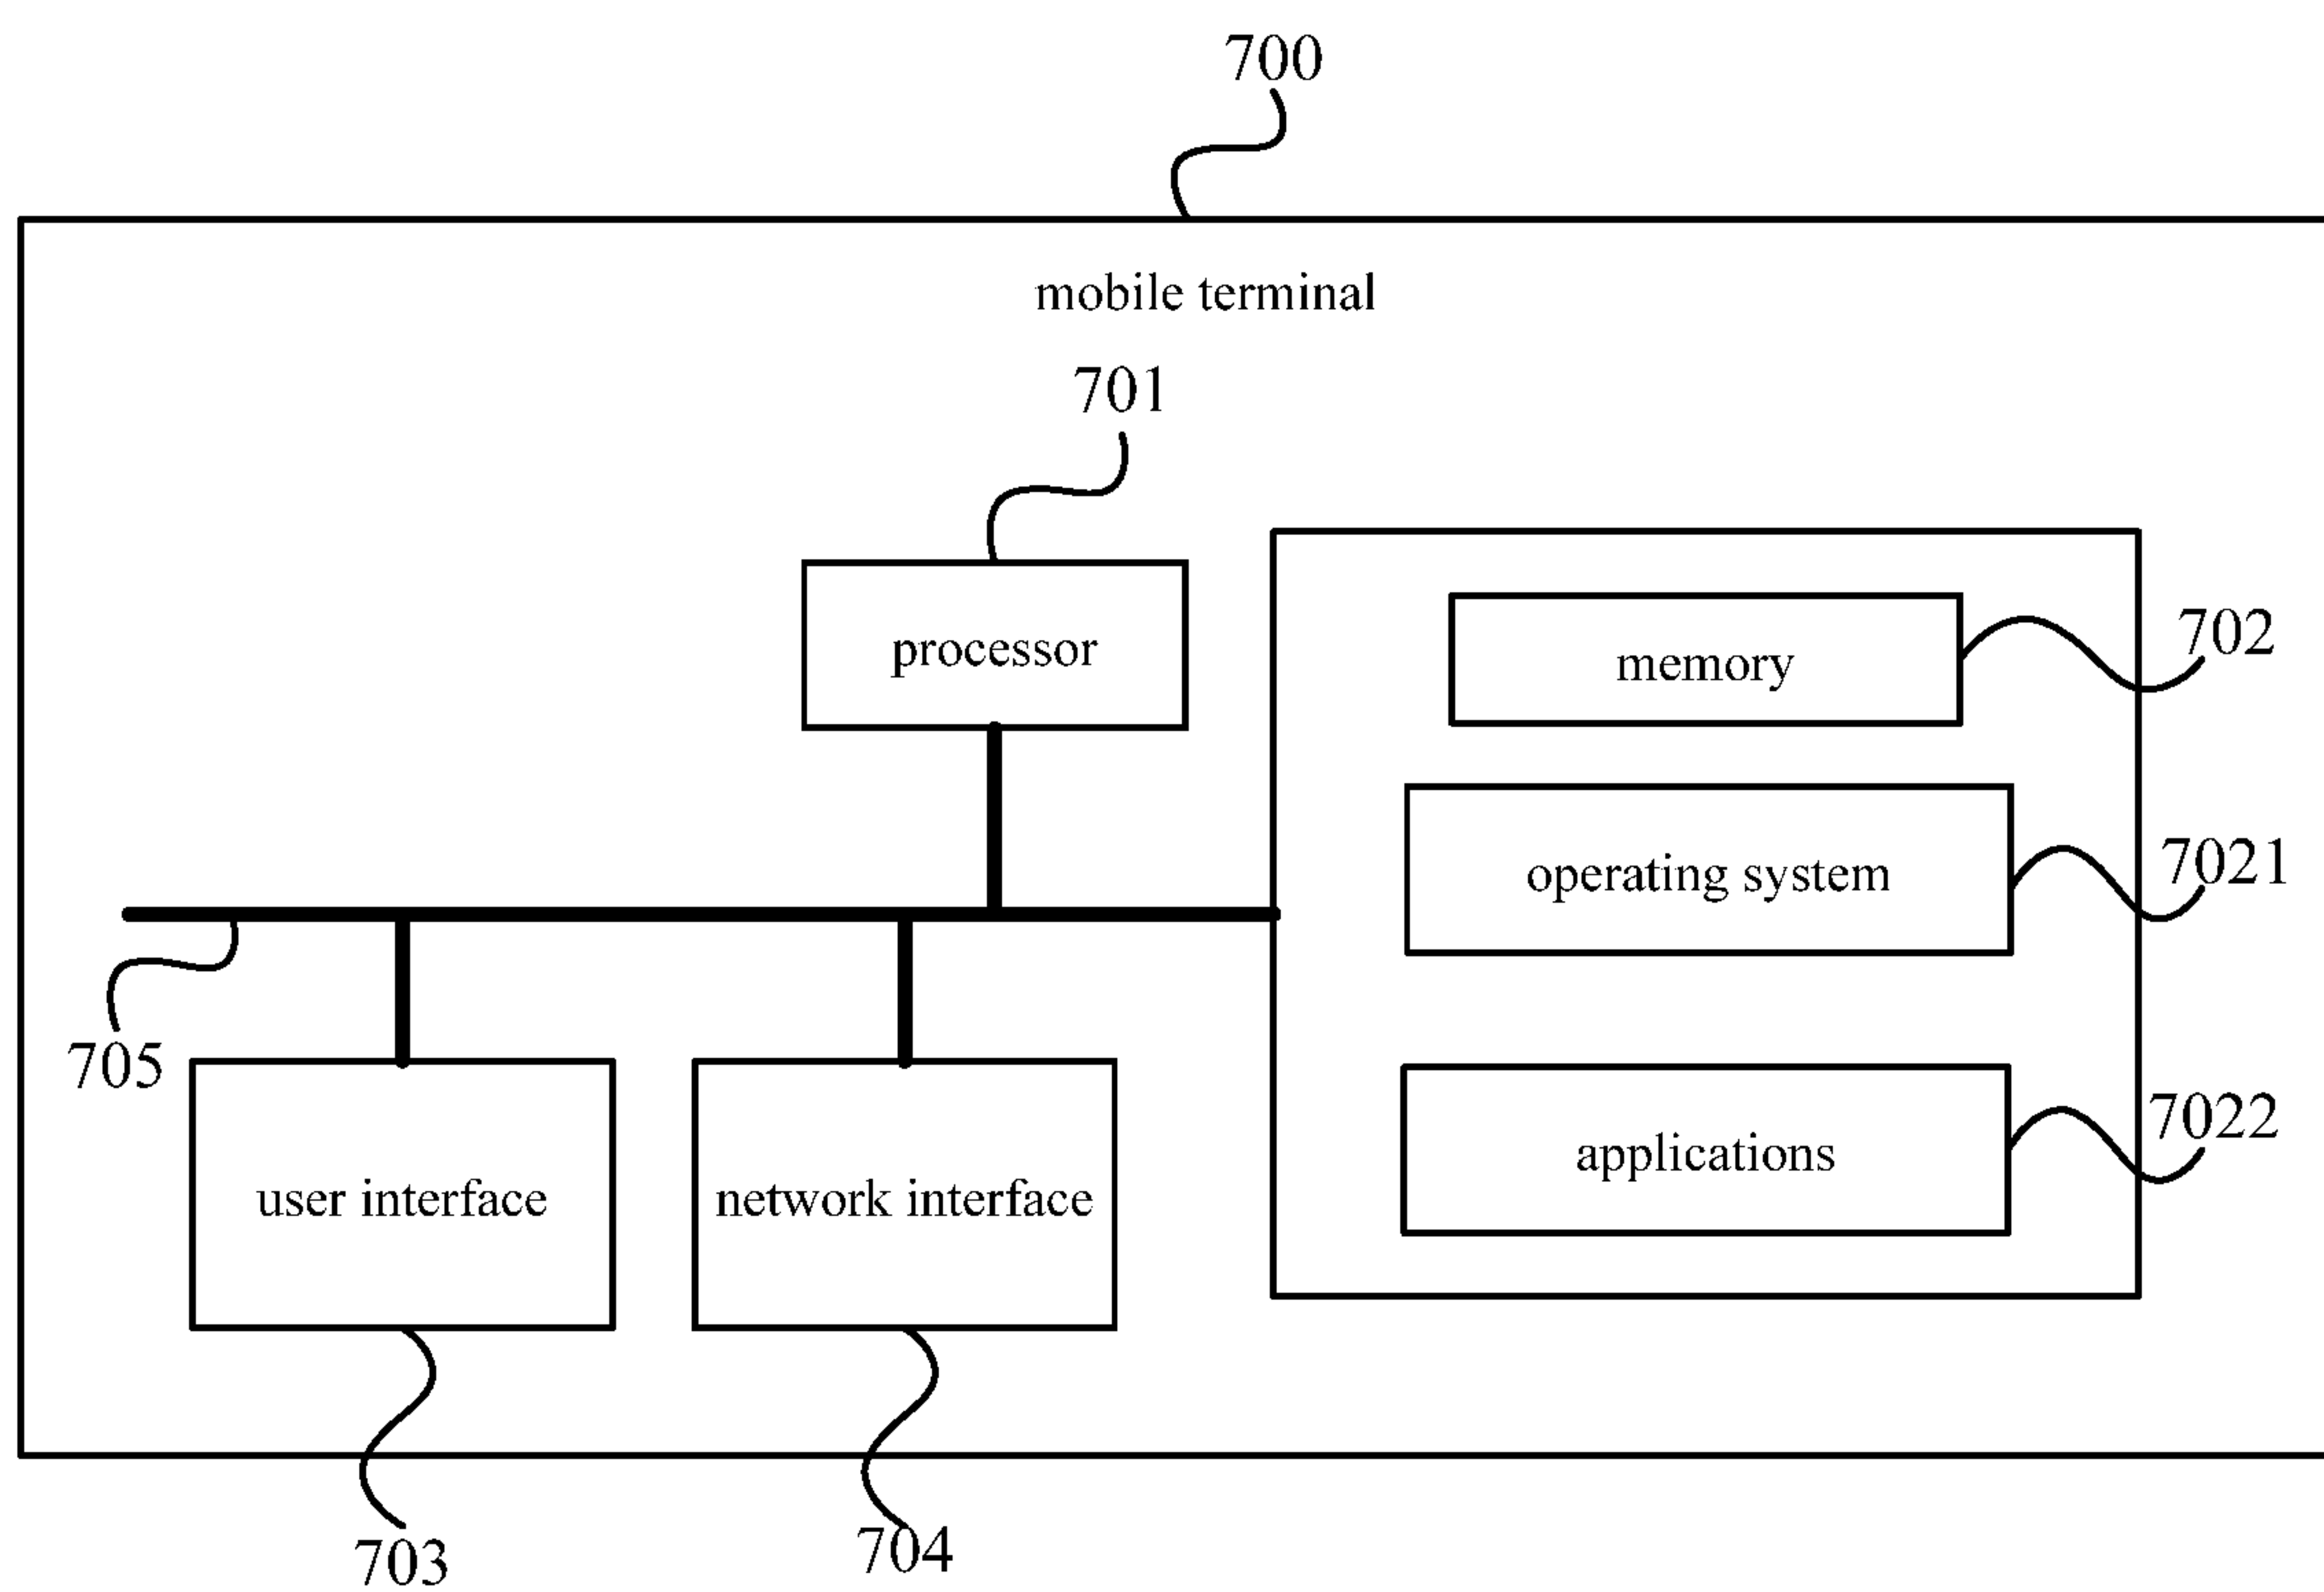 700
mobile terminal
701
processor
memory
702
operating system
7021
705
applications
7022
user interface
network interface
703
704